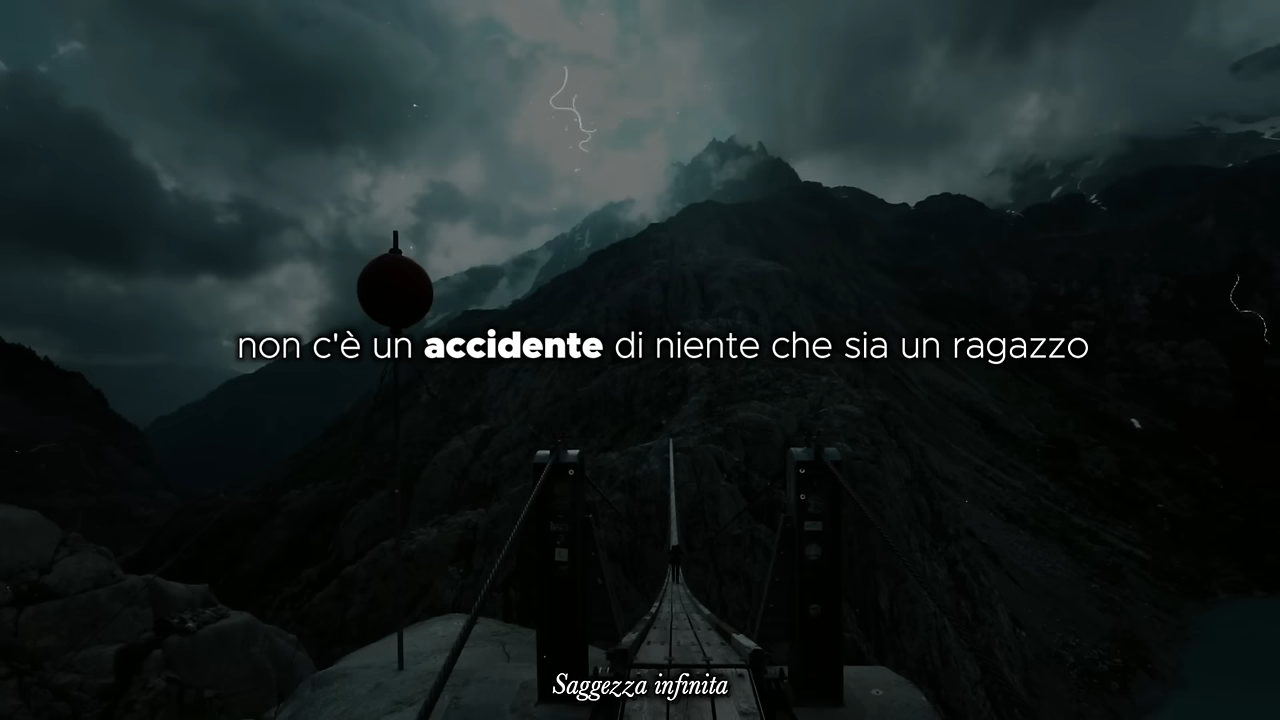 non c'è un accidente di niente che sia un ragazzo
Saggezza infinita